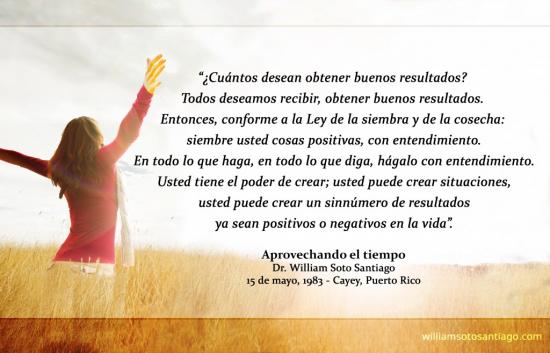 “¿Cuántos desean obtener buenos resultados?
Todos deseamos recibir, obtener buenos resultados.
Entonces, conforme a la Ley de la siembra y de la cosecha:
siembre usted cosas positivas, con entendimiento.
En todo lo que haga, en todo lo que diga, hágalo con entendimiento.
Usted tiene el poder de crear; usted puede crear situaciones,
usted puede crear un sinnúmero de resultados
ya sean positivos o negativos en la vida”.
Aprovechando el tiempo
Dr. William Soto Santiago
15 de mayo, 1983 - Cayey, Puerto Rico
williamsotosantiago.com